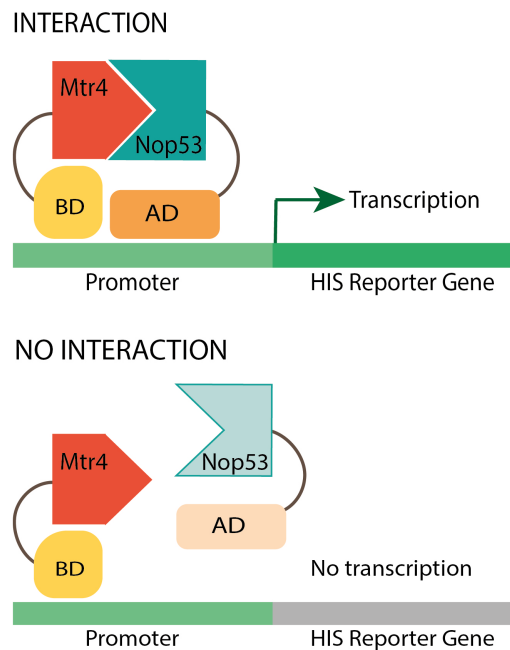 INTERACTION
Mtr4
Nop53
BD
AD
Transcription
Promoter
HIS Reporter Gene
NO INTERACTION
Mtr4
Nop53
AD
BD
No transcription
Promoter
HIS Reporter Gene